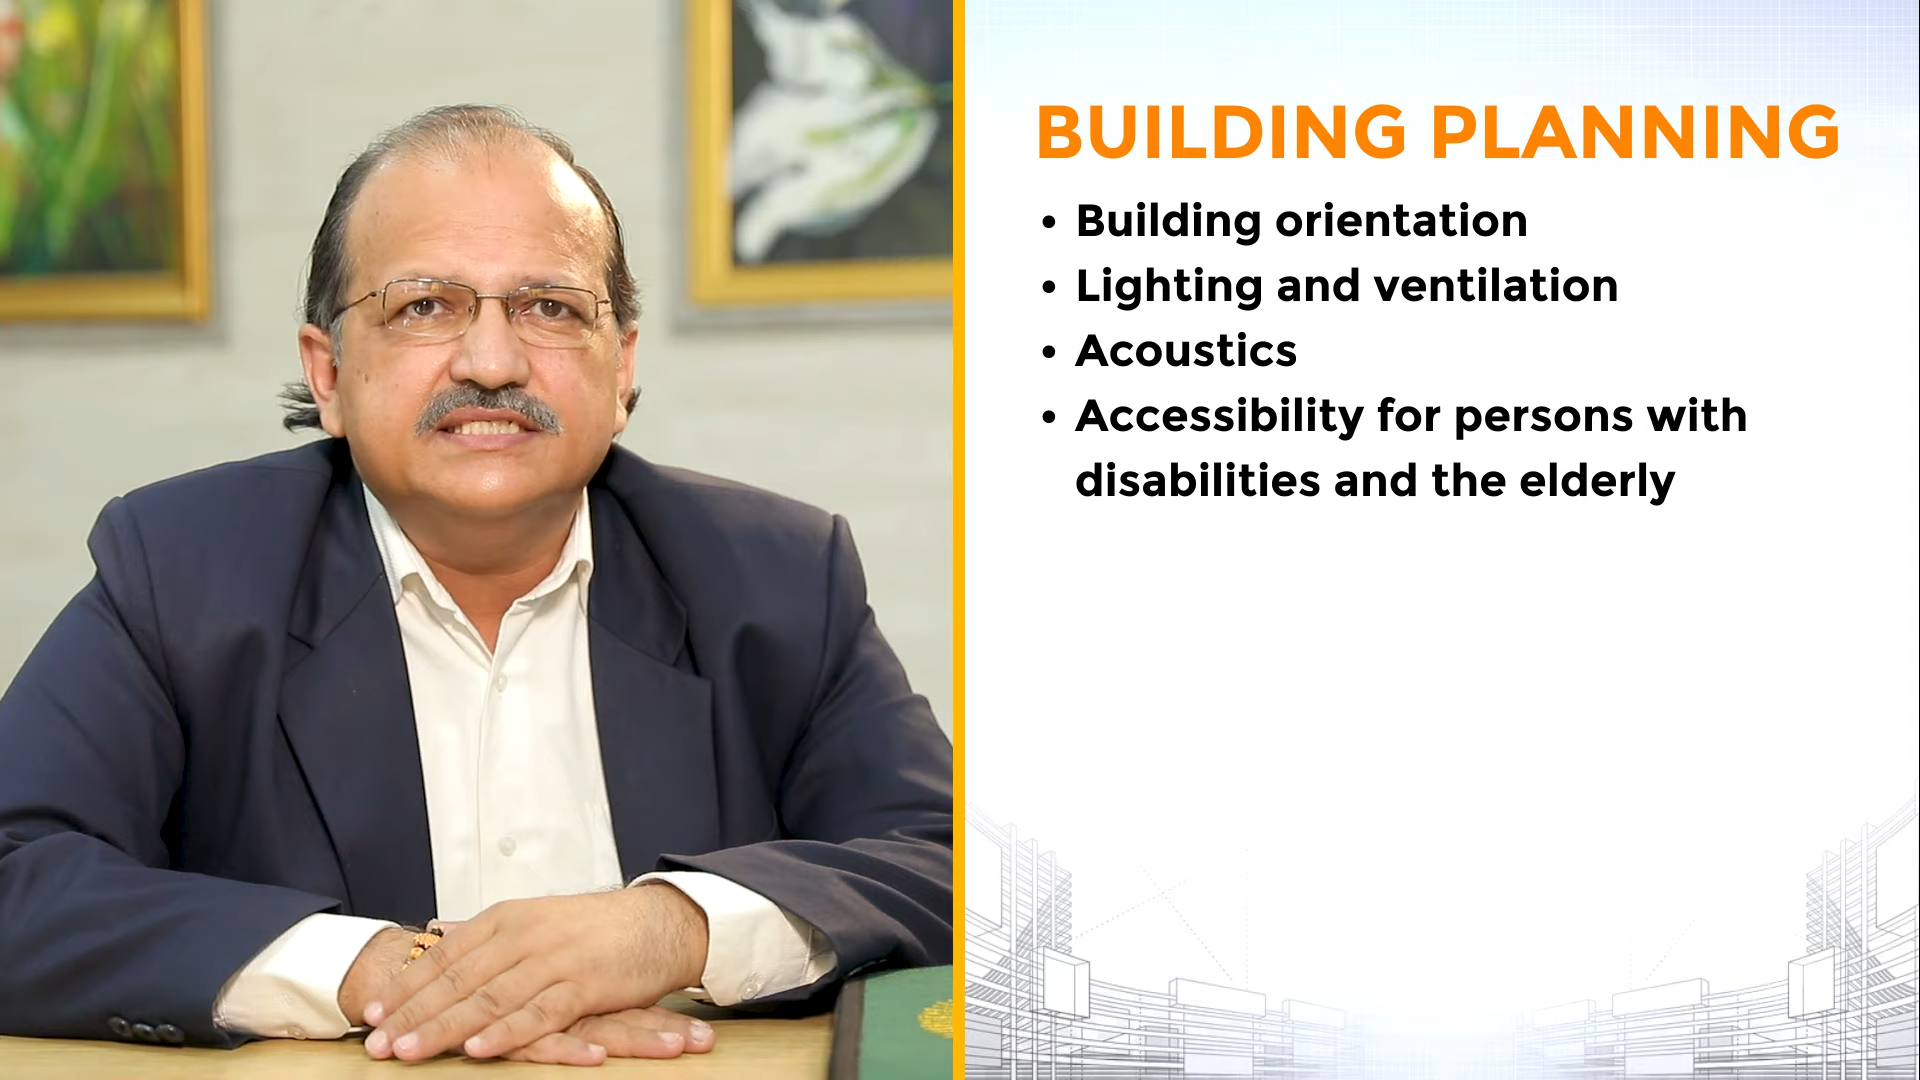 BUILDING PLANNING
• Building orientation
• Lighting and ventilation
• Acoustics
• Accessibility for persons with
disabilities and the elderly